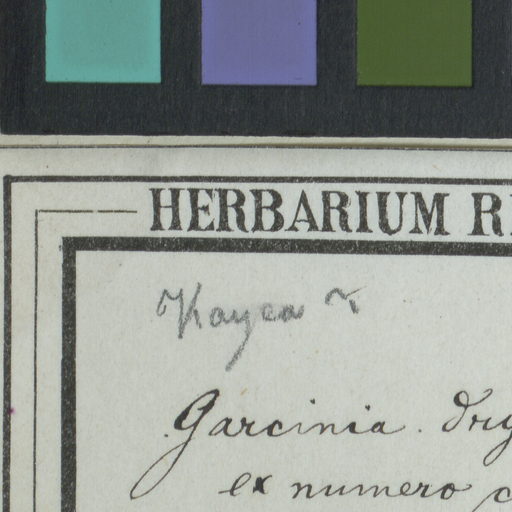 HERBARIUM R
Kayea
Garcinia.
ex numero